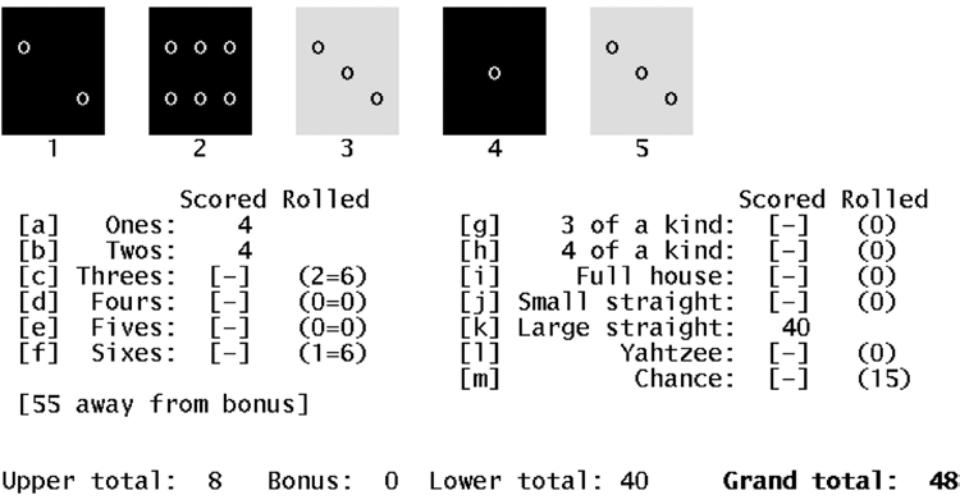 1 2 3 4 5
Scored Rolled Scored Rolled
[a] Ones: 4 [g] 3 of a kind: [-] (0)
[b] Twos: 4 [h] 4 of a kind: [-] (0)
[c] Threes: [-] (2=6) [i] Full house: [-] (0)
[d] Fours: [-] (0=0) [j] Small straight: [-] (0)
[e] Fives: [-] (0=0) [k] Large straight: 40
[f] Sixes: [-] (1=6) [l] Yahtzee: [-] (0)
[m] Chance: [-] (15)
[55 away from bonus]
Upper total: 8 Bonus: 0 Lower total: 40 Grand total: 48